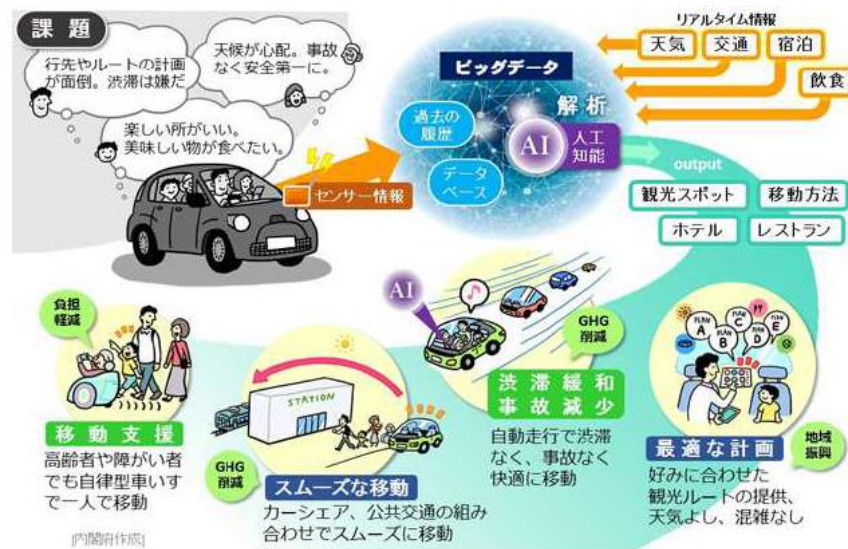 課題
行先やルートの計画
が面倒。渋滞は嫌だ
天候が心配。事故
なく安全第一に。
楽しい所がいい。
美味しい物が食べたい。
センサー情報
ビッグデータ
過去の
履歴
データ
ベース
解析
AI
人工
知能
リアルタイム情報
天気
交通
宿泊
飲食
output
観光スポット
移動方法
ホテル
レストラン
負担
軽減
移動支援
高齢者や障がい者
でも自律型車いす
で一人で移動
STATION
GHG
削減
スムーズな移動
カーシェア、公共交通の組み
合わせでスムーズに移動
AI
GHG
削減
渋滞緩和
事故減少
自動走行で渋滞
なく、事故なく
快適に移動
PLAN
A
PLAN
B
PLAN
C
PLAN
D
PLAN
E
最適な計画
地域
振興
好みに合わせた
観光ルートの提供、
天気よし、混雑なし
[内閣府作成]